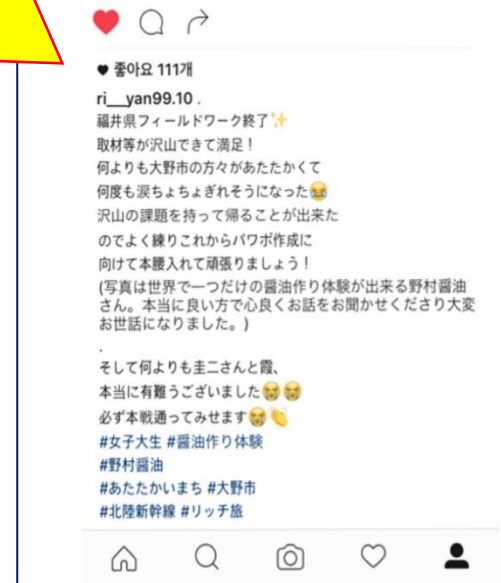 ♥ 좋아요 111개
ri__yan99.10 .
福井県フィールドワーク終了✨
取材等が沢山できて満足！
何よりも大野市の方々があたたかくて
何度も涙ちょちょぎれそうになった😂
沢山の課題を持って帰ることが出来た
のでよく練りこれからパワポ作成に
向けて本腰入れて頑張りましょう！
(写真は世界で一つだけの醤油作り体験が出来る野村醤油
さん。本当に良い方で心良くお話をお聞かせくださり大変
お世話になりました。)
.
そして何よりも圭二さんと霞、
本当に有難うございました😭😭
必ず本戦通ってみせます😭👏
#女子大生 #醤油作り体験
#野村醤油
#あたたかいまち #大野市
#北陸新幹線 #リッチ旅